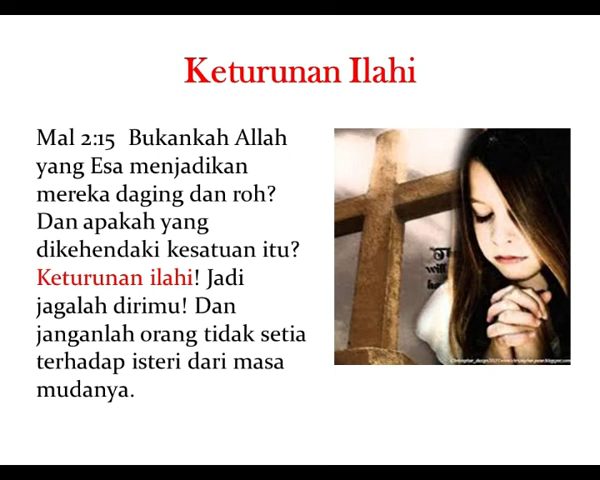 Keturunan Ilahi
Mal 2:15  Bukankah Allah
yang Esa menjadikan
mereka daging dan roh?
Dan apakah yang
dikehendaki kesatuan itu?
Keturunan ilahi! Jadi
jagalah dirimu! Dan
janganlah orang tidak setia
terhadap isteri dari masa
mudanya.
will